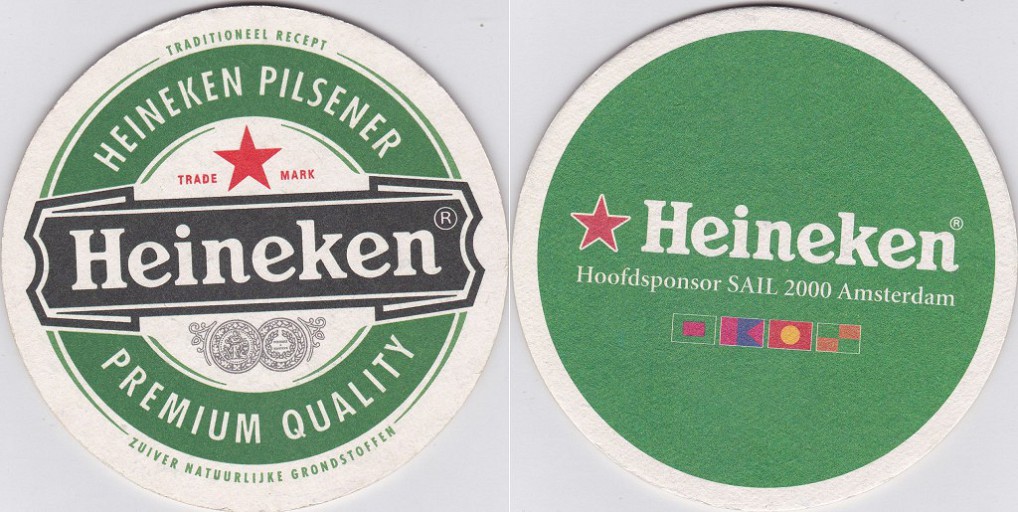 TRADITIONEEL RECEPT
HEINEKEN PILSENER
TRADE MARK
Heineken®
PREMIUM QUALITY
ZUIVER NATUURLIJKE GRONDSTOFFEN
Heineken®
Hoofdsponsor SAIL 2000 Amsterdam